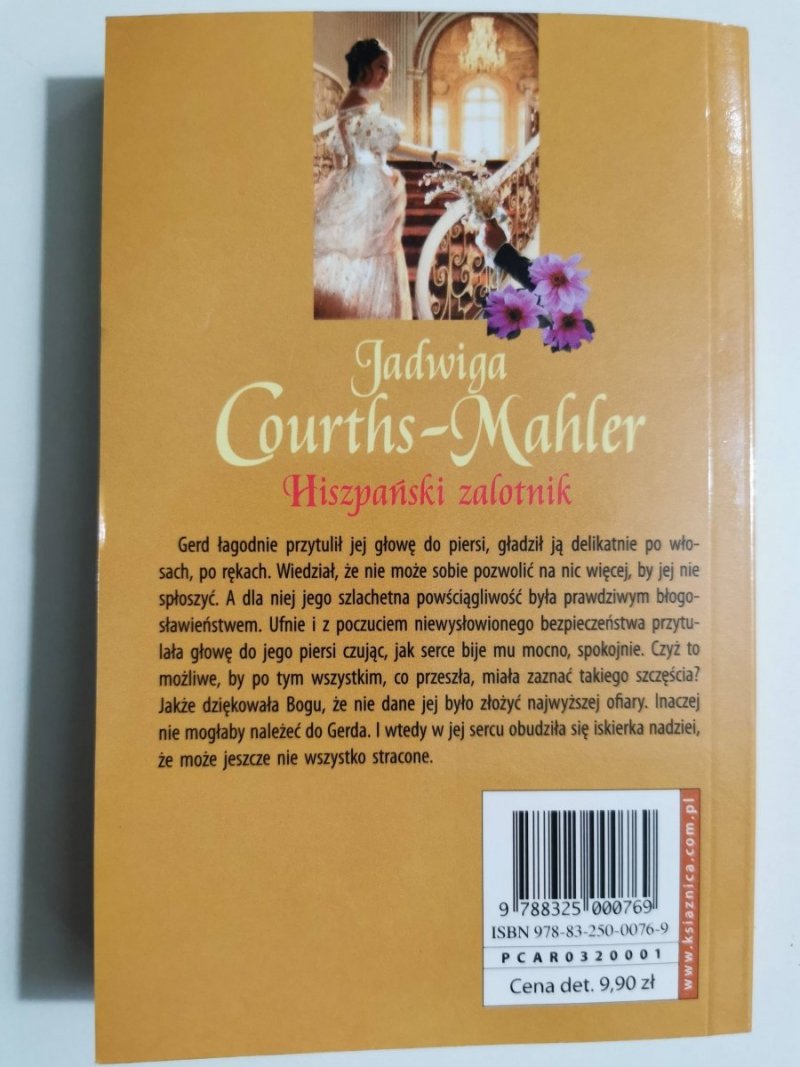 Jadwiga
Courths-Mahler
Hiszpański zalotnik
Gerd łagodnie przytulił jej głowę do piersi, gładził ją delikatnie po wło-
sach, po rękach. Wiedział, że nie może sobie pozwolić na nic więcej, by jej nie
spłoszyć. A dla niej jego szlachetna powściągliwość była prawdziwym błogo-
sławieństwem. Ufnie i z poczuciem niewysłowionego bezpieczeństwa przytu-
lała głowę do jego piersi czując, jak serce bije mu mocno, spokojnie. Czyż to
możliwe, by po tym wszystkim, co przeszła, miała zaznać takiego szczęścia?
Jakże dziękowała Bogu, że nie dane jej było złożyć najwyższej ofiary. Inaczej
nie mogłaby należeć do Gerda. I wtedy w jej sercu obudziła się iskierka nadziei,
że może jeszcze nie wszystko stracone.
9 788325 000769
ISBN 978-83-250-0076-9
PCAR0320001
Cena det. 9,90 zł
www.ksiaznica.com.pl